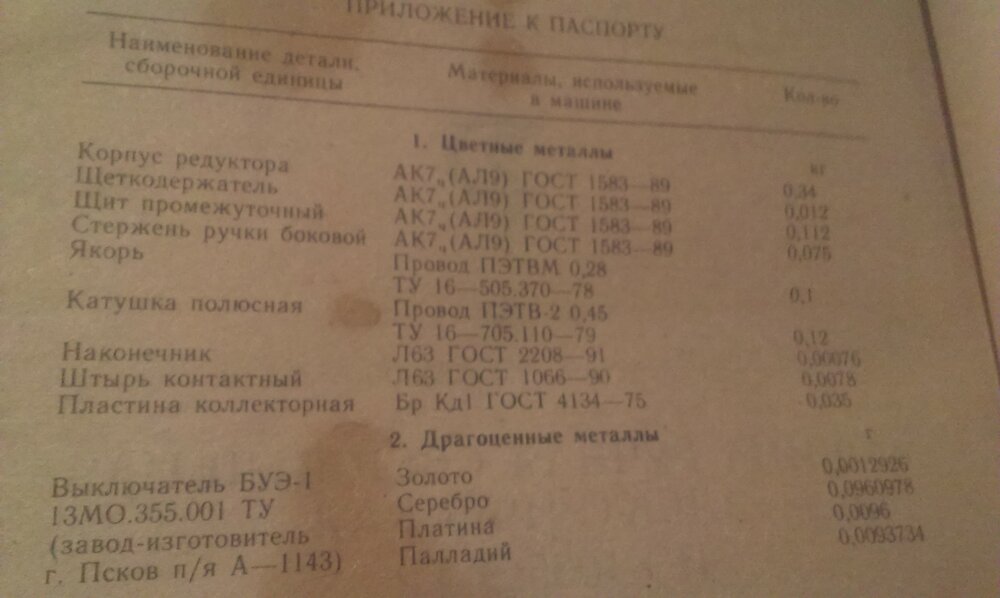 ПРИЛОЖЕНИЕ К ПАСПОРТУ
Наименование детали, сборочной единицы Материалы, используемые в машине Кол-во
1. Цветные металлы кг
Корпус редуктора АК7ч(АЛ9) ГОСТ 1583—89 0,34
Щеткодержатель АК7ч(АЛ9) ГОСТ 1583—89 0,012
Щит промежуточный АК7ч(АЛ9) ГОСТ 1583—89 0,112
Стержень ручки боковой АК7ч(АЛ9) ГОСТ 1583—89 0,075
Якорь Провод ПЭТВМ 0,28
ТУ 16—505.370—78 0,1
Катушка полюсная Провод ПЭТВ-2 0,45
ТУ 16—705.110—79 0,12
Наконечник Л63 ГОСТ 2208—91 0,00076
Штырь контактный Л63 ГОСТ 1066—90 0,0078
Пластина коллекторная Бр Кд1 ГОСТ 4134—75 0,035
2. Драгоценные металлы г
Выключатель БУЭ-1 Золото 0,0012926
13МО.355.001 ТУ Серебро 0,0960978
(завод-изготовитель Платина 0,0096
г. Псков п/я А—1143) Палладий 0,0093734